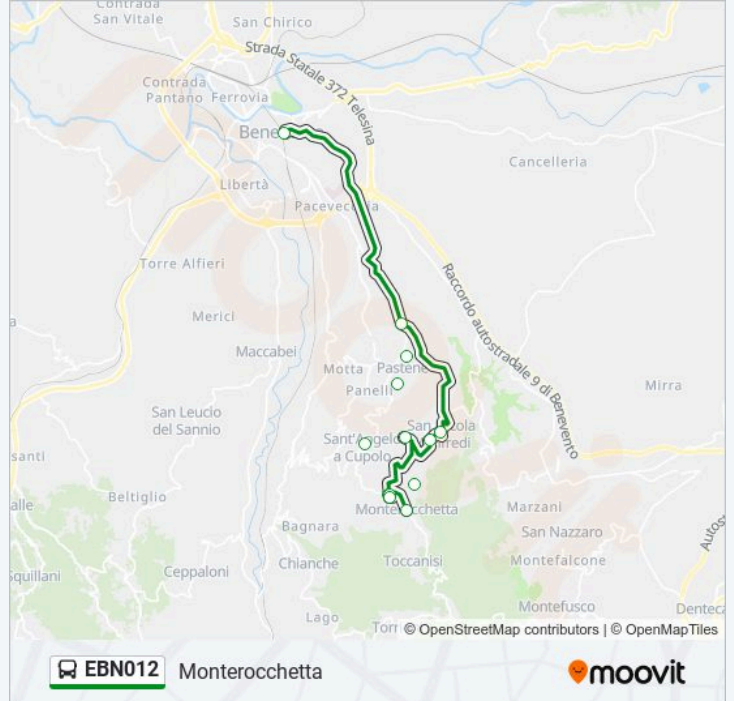 Contrada
San Vitale
San Chirico
Strada Statale 372 Telesina
Contrada
Pantano
Ferrovia
Bene
Cancelleria
Libertà
Pacevecchia
Torre Alfieri
Raccordo autostradale 9 di Benevento
Merici
Maccabei
Motta
Pastene
Panelli
Mirra
San Leucio
del Sannio
San Nicola
Manfredi
Sant'Angelo
a Cupolo
santi
Beltiglio
alle
Monterocchetta
Marzani
Bagnara
San Nazzaro
Autos
Chianche
Toccanisi
Montefalcone
Squillani
Ceppaloni
Montefusco
Lago
Torr
© OpenStreetMap contributors | © OpenMapTiles
EBN012
Monterocchetta
moovit